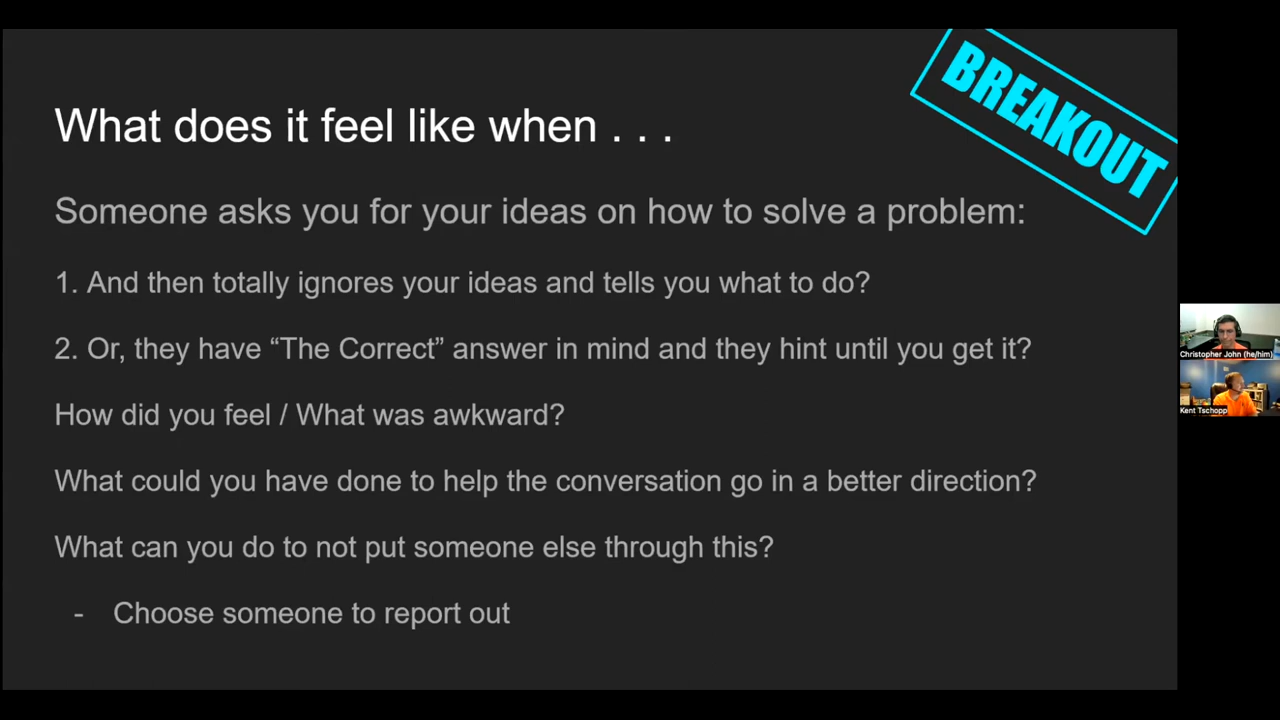 BREAKOUT
What does it feel like when . . .
Someone asks you for your ideas on how to solve a problem:
1. And then totally ignores your ideas and tells you what to do?
2. Or, they have “The Correct” answer in mind and they hint until you get it?
How did you feel / What was awkward?
What could you have done to help the conversation go in a better direction?
What can you do to not put someone else through this?
- Choose someone to report out
Christopher John (he/him)
Kent Tschopp